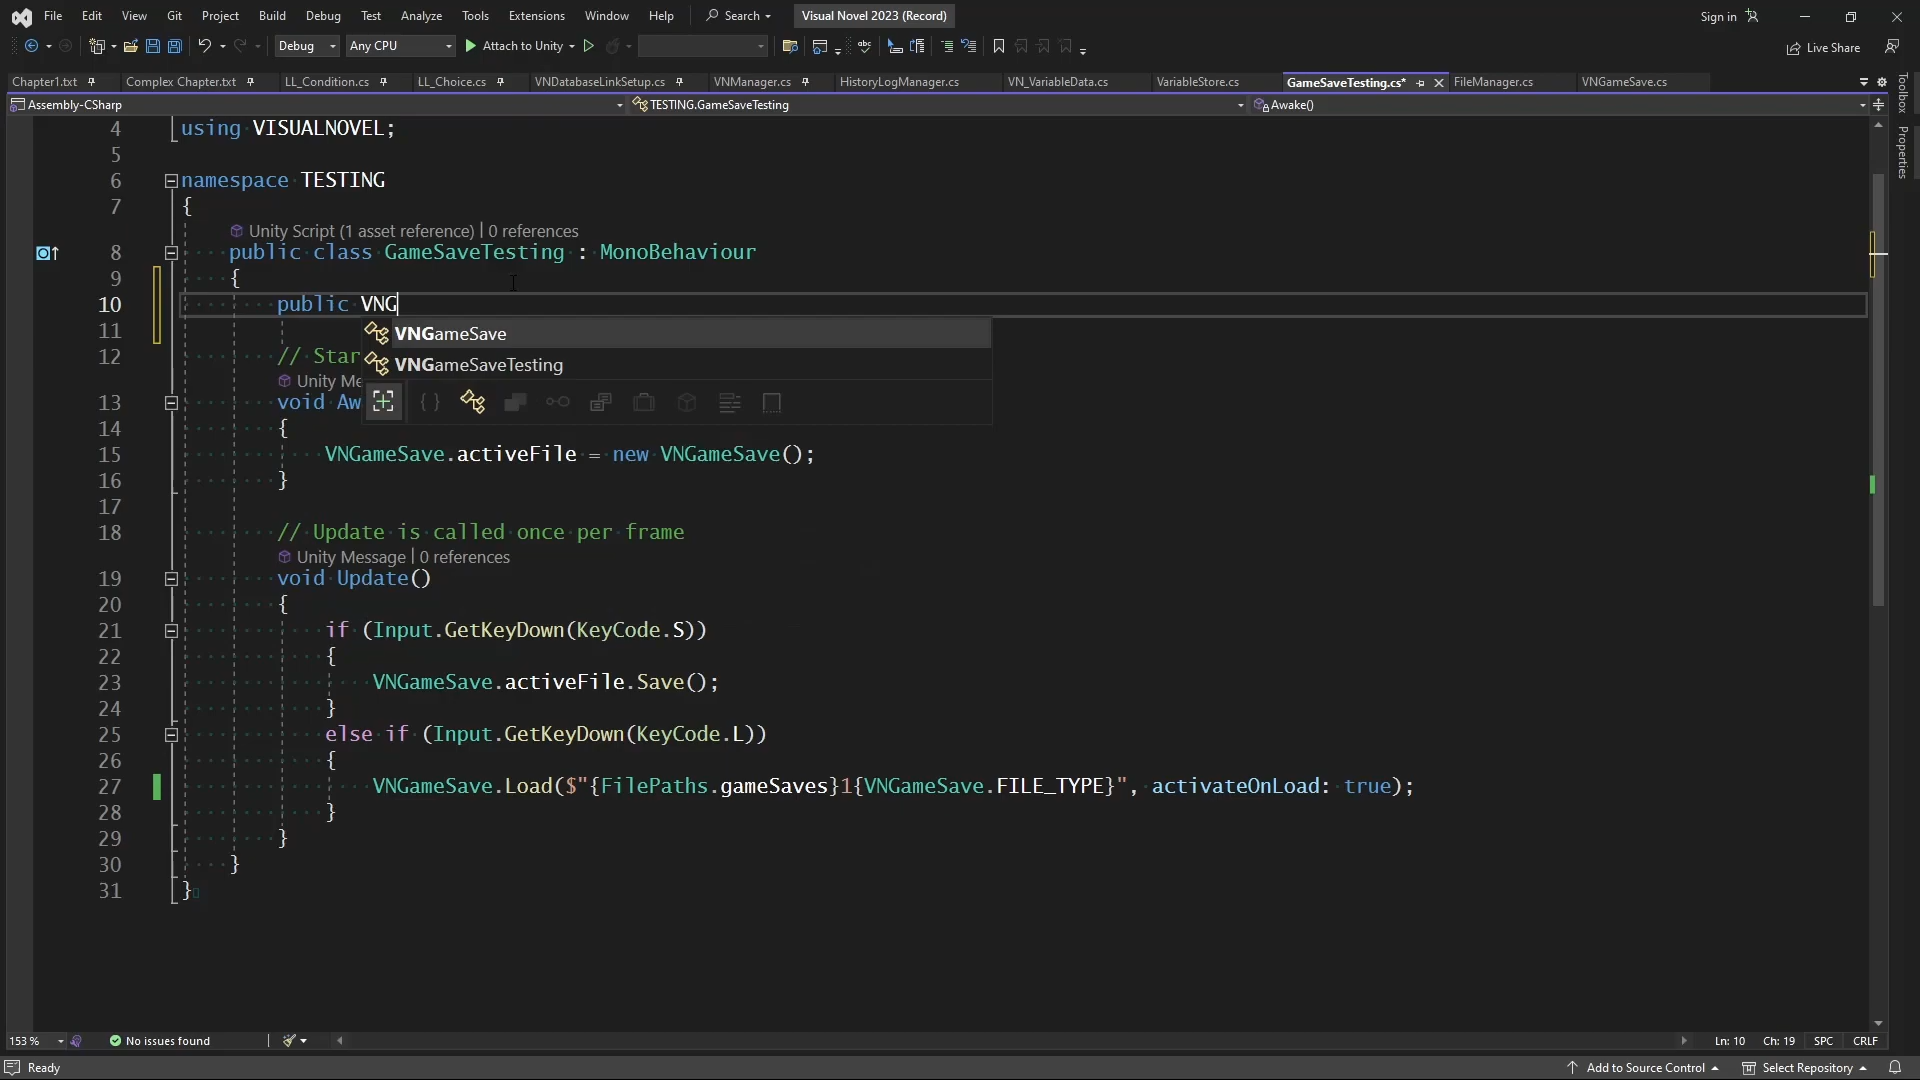 File Edit View Git Project Build Debug Test Analyze Tools Extensions Window Help Search Visual Novel 2023 (Record) Sign in
Debug Any CPU Attach to Unity Live Share
Chapter1.txt Complex Chapter.txt LL_Condition.cs LL_Choice.cs VNDatabaseLinkSetup.cs VNManager.cs HistoryLogManager.cs VN_VariableData.cs VariableStore.cs GameSaveTesting.cs* FileManager.cs VNGameSave.cs
Toolbox
Properties
Assembly-CSharp TESTING.GameSaveTesting Awake()
4 using VISUALNOVEL;
5
6 namespace TESTING
7 {
Unity Script (1 asset reference) | 0 references
8 public class GameSaveTesting : MonoBehaviour
9 {
10 public VNG
VNGameSave
11
12 // Star
VNGameSaveTesting
Unity Me
13 void Aw
14 {
15 VNGameSave.activeFile = new VNGameSave();
16 }
17
18 // Update is called once per frame
Unity Message | 0 references
19 void Update()
20 {
21 if (Input.GetKeyDown(KeyCode.S))
22 {
23 VNGameSave.activeFile.Save();
24 }
25 else if (Input.GetKeyDown(KeyCode.L))
26 {
27 VNGameSave.Load($"{FilePaths.gameSaves}1{VNGameSave.FILE_TYPE}", activateOnLoad: true);
28 }
29 }
30 }
31 }
153 % No issues found Ln: 10 Ch: 19 SPC CRLF
Ready Add to Source Control Select Repository